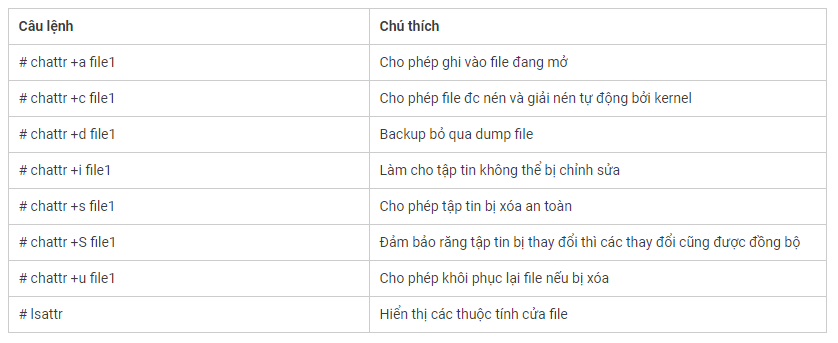 Câu lệnh Chú thích
# chattr +a file1 Cho phép ghi vào file đang mở
# chattr +c file1 Cho phép file đc nén và giải nén tự động bởi kernel
# chattr +d file1 Backup bỏ qua dump file
# chattr +i file1 Làm cho tập tin không thể bị chỉnh sửa
# chattr +s file1 Cho phép tập tin bị xóa an toàn
# chattr +S file1 Đảm bảo răng tập tin bị thay đổi thì các thay đổi cũng được đồng bộ
# chattr +u file1 Cho phép khôi phục lại file nếu bị xóa
# lsattr Hiển thị các thuộc tính cửa file